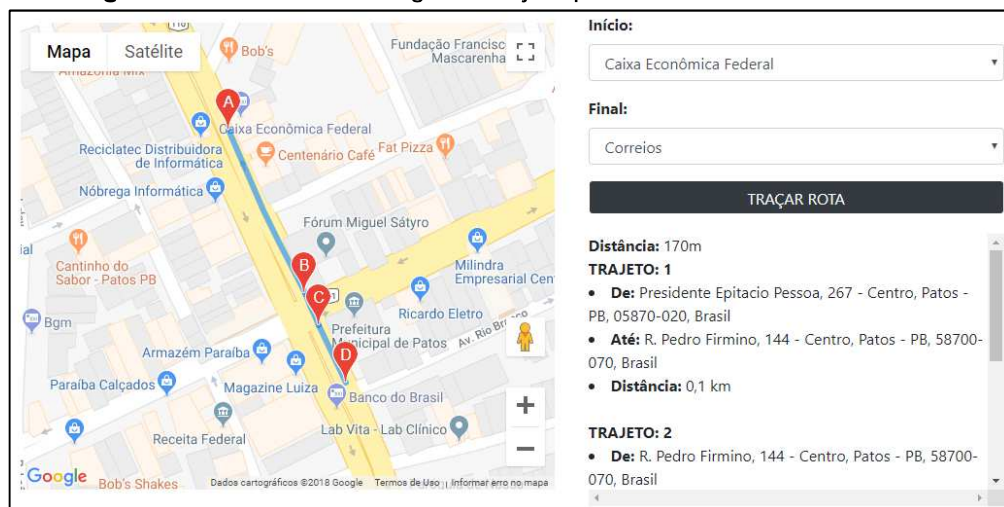 Mapa
Satélite
Bob's
Fundação Francisc
Mascarenha
Caixa Econômica Federal
Reciclatec Distribuidora
de Informática
Centenário Café
Fat Pizza
Nóbrega Informática
Fórum Miguel Sátyro
Cantinho do
Sabor - Patos PB
Milindra
Empresarial Cen
Ricardo Eletro
Bgm
Prefeitura
Municipal de Patos
Armazém Paraíba
Paraíba Calçados
Magazine Luiza
Banco do Brasil
Receita Federal
Lab Vita - Lab Clínico
Google
Bob's Shakes
Dados cartográficos ©2018 Google
Termos de Uso
Informar erro no mapa
A
B
C
D
Início:
Caixa Econômica Federal
Final:
Correios
TRAÇAR ROTA
Distância: 170m
TRAJETO: 1
• De: Presidente Epitacio Pessoa, 267 - Centro, Patos -
PB, 05870-020, Brasil
• Até: R. Pedro Firmino, 144 - Centro, Patos - PB, 58700-
070, Brasil
• Distância: 0,1 km
TRAJETO: 2
• De: R. Pedro Firmino, 144 - Centro, Patos - PB, 58700-
070, Brasil